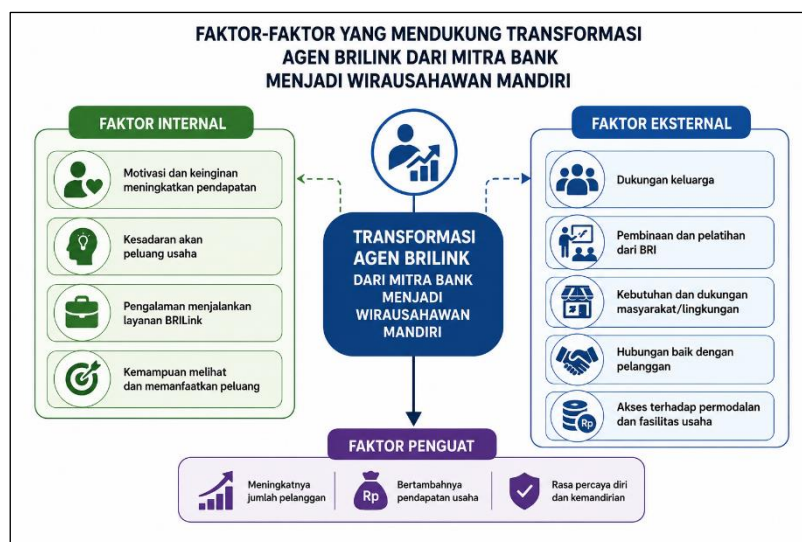 FAKTOR-FAKTOR YANG MENDUKUNG TRANSFORMASI
AGEN BRILINK DARI MITRA BANK
MENJADI WIRAUSAHAWAN MANDIRI
FAKTOR INTERNAL
Motivasi dan keinginan
meningkatkan pendapatan
Kesadaran akan
peluang usaha
Pengalaman menjalankan
layanan BRILink
Kemampuan melihat
dan memanfaatkan peluang
TRANSFORMASI
AGEN BRILINK
DARI MITRA BANK
MENJADI
WIRAUSAHAWAN
MANDIRI
FAKTOR EKSTERNAL
Dukungan keluarga
Pembinaan dan pelatihan
dari BRI
Kebutuhan dan dukungan
masyarakat/lingkungan
Hubungan baik dengan
pelanggan
Akses terhadap permodalan
dan fasilitas usaha
Rp
FAKTOR PENGUAT
Meningkatnya
jumlah pelanggan
Rp
Bertambahnya
pendapatan usaha
Rasa percaya diri
dan kemandirian